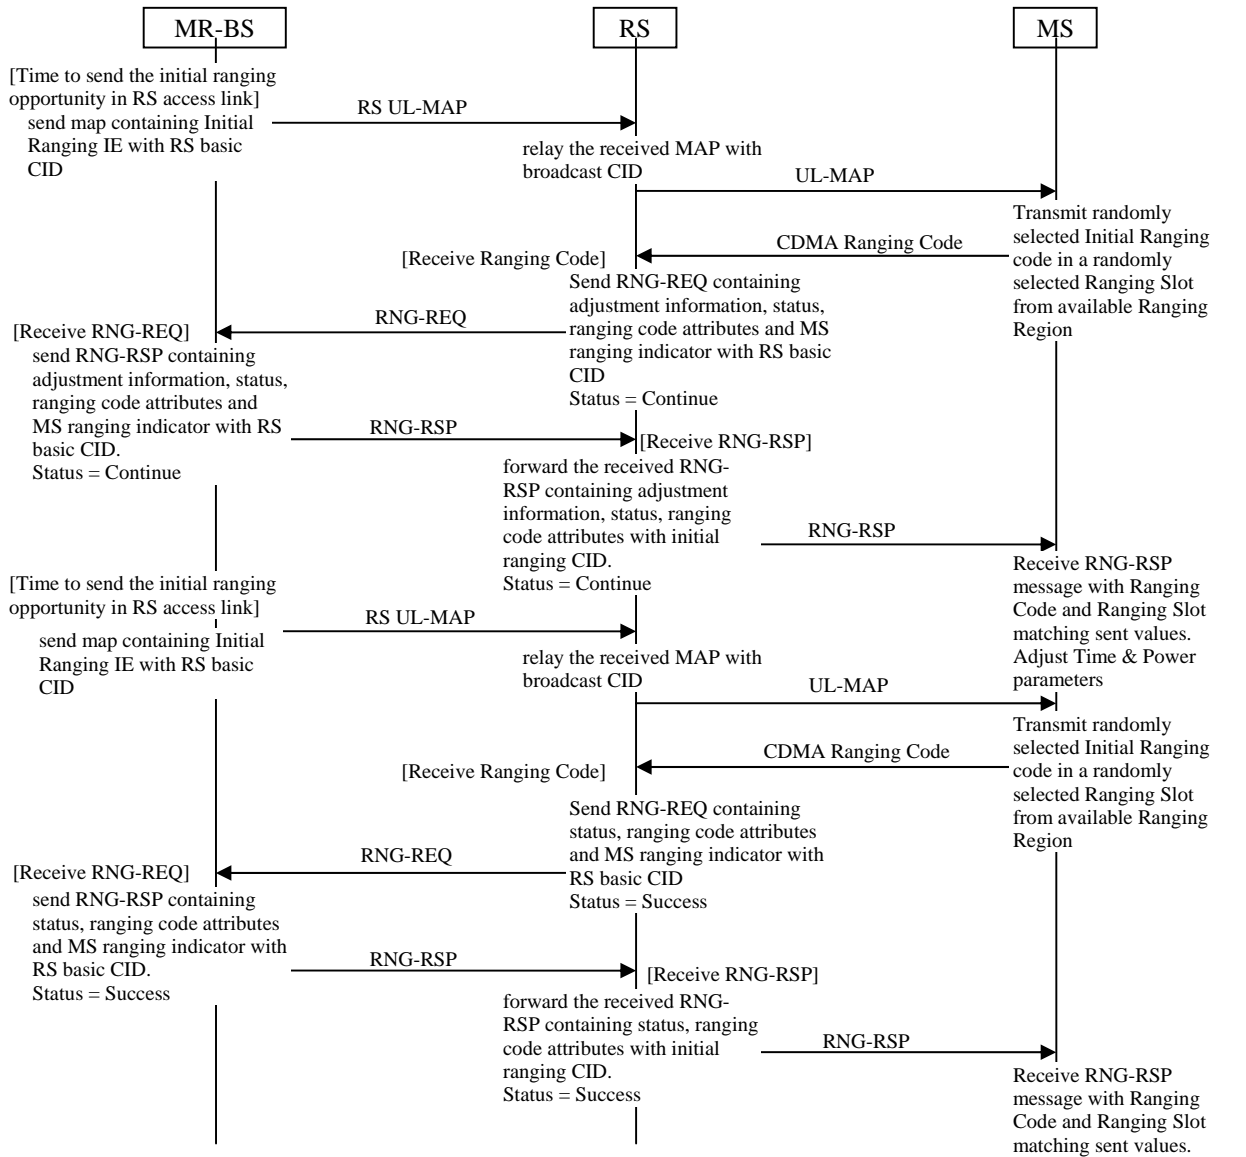 MR-BS
RS
MS
[Time to send the initial ranging
opportunity in RS access link]
send map containing Initial
Ranging IE with RS basic
CID
RS UL-MAP
relay the received MAP with
broadcast CID
UL-MAP
Transmit randomly
selected Initial Ranging
code in a randomly
selected Ranging Slot
from available Ranging
Region
CDMA Ranging Code
[Receive Ranging Code]
Send RNG-REQ containing
adjustment information, status,
ranging code attributes and MS
ranging indicator with RS basic
CID
Status = Continue
RNG-REQ
[Receive RNG-REQ]
send RNG-RSP containing
adjustment information, status,
ranging code attributes and
MS ranging indicator with RS
basic CID.
Status = Continue
RNG-RSP
[Receive RNG-RSP]
forward the received RNG-
RSP containing adjustment
information, status, ranging
code attributes with initial
ranging CID.
Status = Continue
RNG-RSP
Receive RNG-RSP
message with Ranging
Code and Ranging Slot
matching sent values.
Adjust Time & Power
parameters
[Time to send the initial ranging
opportunity in RS access link]
send map containing Initial
Ranging IE with RS basic
CID
RS UL-MAP
relay the received MAP with
broadcast CID
UL-MAP
Transmit randomly
selected Initial Ranging
code in a randomly
selected Ranging Slot
from available Ranging
Region
CDMA Ranging Code
[Receive Ranging Code]
Send RNG-REQ containing
status, ranging code attributes
and MS ranging indicator with
RS basic CID
Status = Success
RNG-REQ
[Receive RNG-REQ]
send RNG-RSP containing
status, ranging code attributes
and MS ranging indicator with
RS basic CID.
Status = Success
RNG-RSP
[Receive RNG-RSP]
forward the received RNG-
RSP containing status, ranging
code attributes with initial
ranging CID.
Status = Success
RNG-RSP
Receive RNG-RSP
message with Ranging
Code and Ranging Slot
matching sent values.